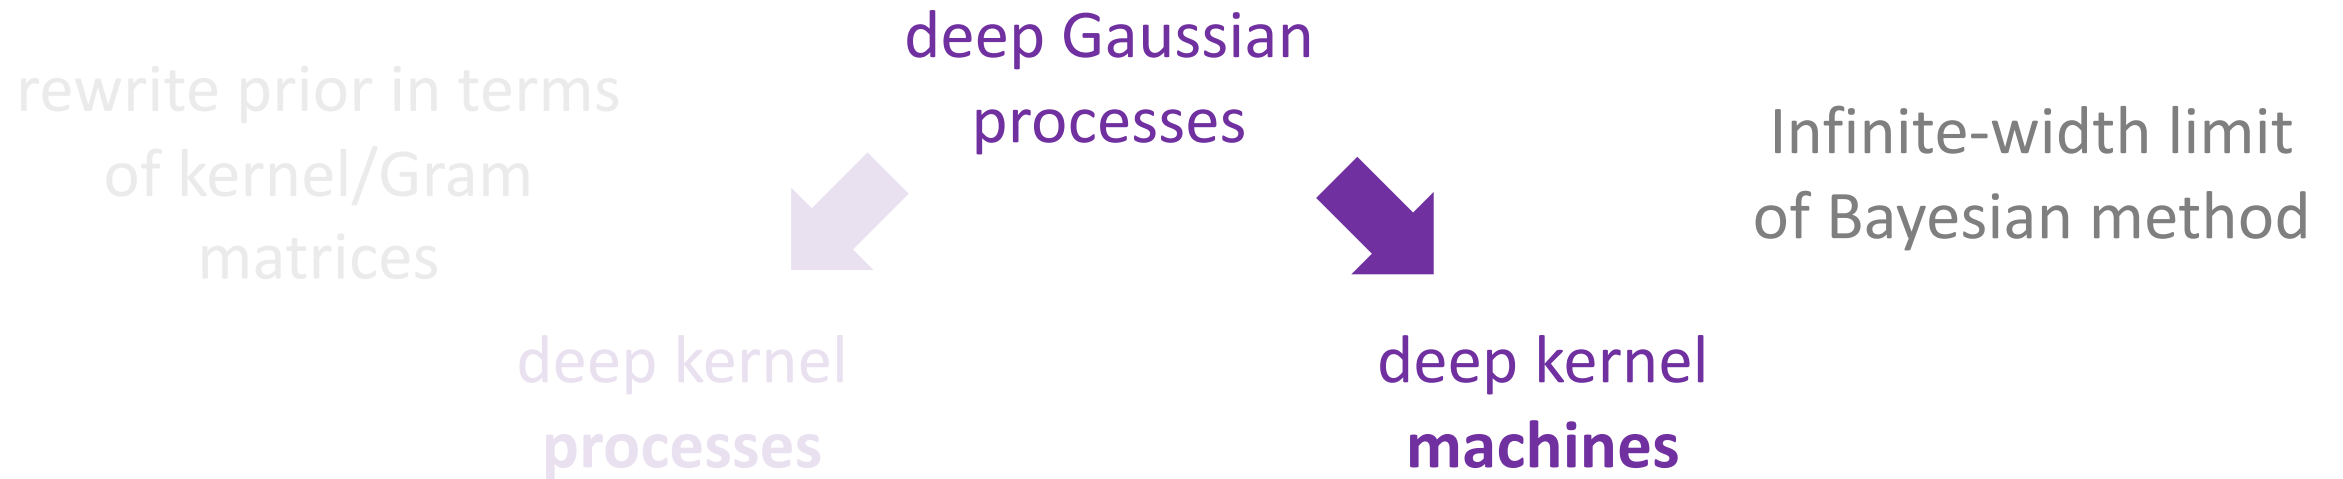 deep Gaussian
processes
rewrite prior in terms
of kernel/Gram
matrices
Infinite-width limit
of Bayesian method
deep kernel
processes
deep kernel
machines